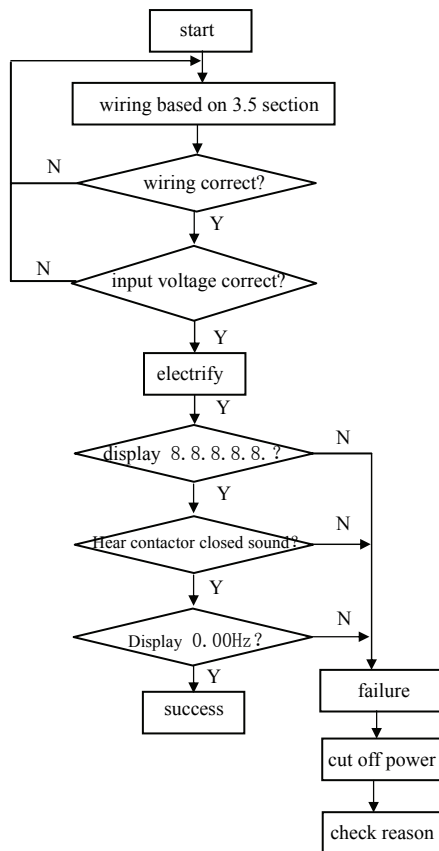 start
wiring based on 3.5 section
N
wiring correct?
Y
N
input voltage correct?
Y
electrify
Y
N
display 8.8.8.8.8.?
Y
N
Hear contactor closed sound?
Y
N
Display 0.00Hz?
Y
failure
success
cut off power
check reason